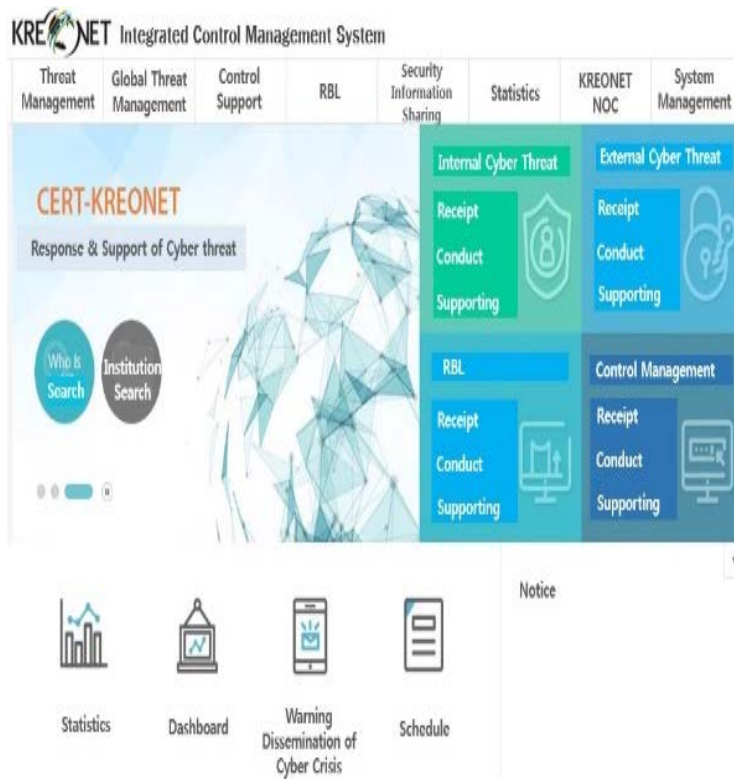 KREONET Integrated Control Management System
Threat Management
Global Threat Management
Control Support
RBL
Security Information Sharing
Statistics
KREONET NOC
System Management
CERT-KREONET
Response & Support of Cyber threat
Who Is Search
Institution Search
Internal Cyber Threat
Receipt
Conduct
Supporting
External Cyber Threat
Receipt
Conduct
Supporting
RBL
Receipt
Conduct
Supporting
Control Management
Receipt
Conduct
Supporting
Statistics
Dashboard
Warning
Dissemination of
Cyber Crisis
Schedule
Notice